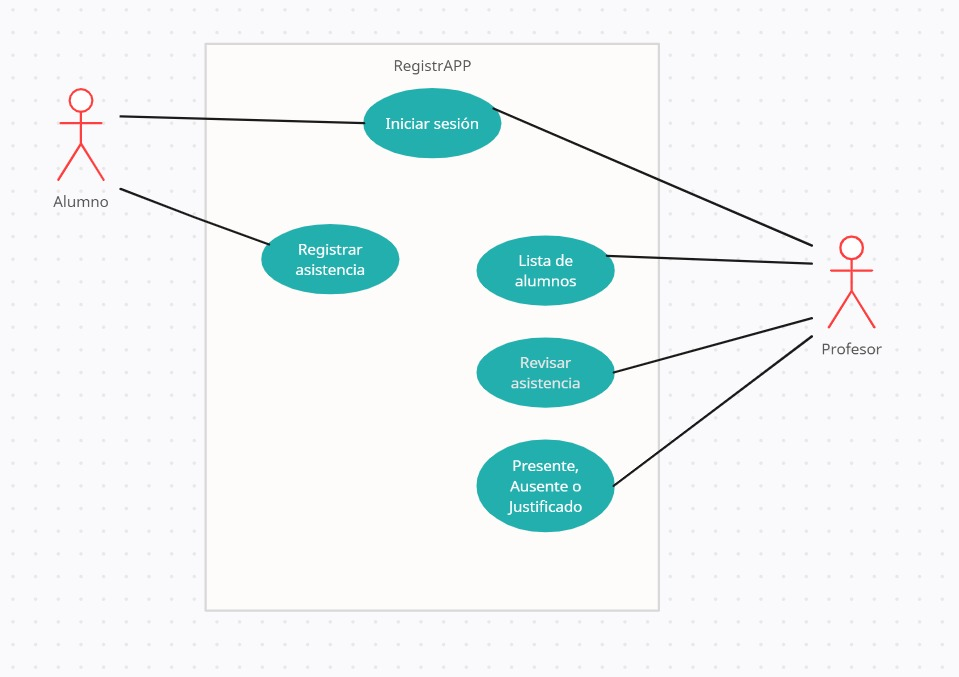 RegistrAPP
Iniciar sesión
Alumno
Registrar
asistencia
Lista de
alumnos
Profesor
Revisar
asistencia
Presente,
Ausente o
Justificado